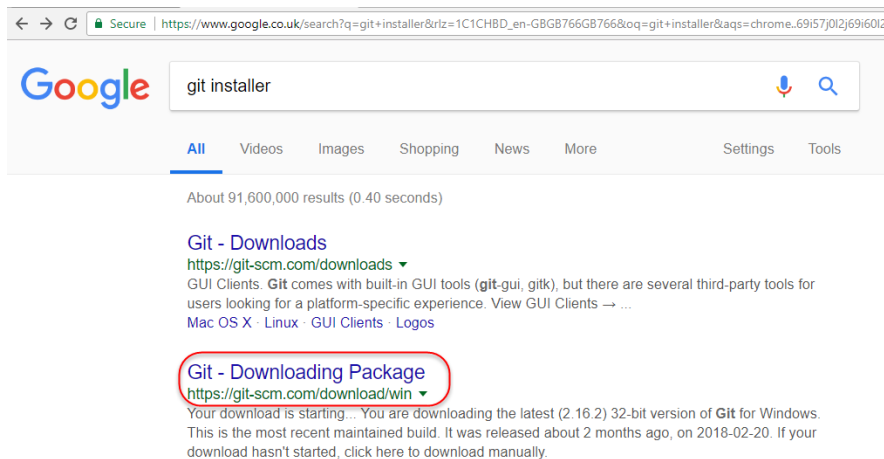 Secure | https://www.google.co.uk/search?q=git+installer&rlz=1C1CHBD_en-GBGB766GB766&oq=git+installer&aqs=chrome..69i57j0l2j69i60l2
Google
git installer
All Videos Images Shopping News More Settings Tools
About 91,600,000 results (0.40 seconds)
Git - Downloads
https://git-scm.com/downloads
GUI Clients. Git comes with built-in GUI tools (git-gui, gitk), but there are several third-party tools for
users looking for a platform-specific experience. View GUI Clients → ...
Mac OS X · Linux · GUI Clients · Logos
Git - Downloading Package
https://git-scm.com/download/win
Your download is starting... You are downloading the latest (2.16.2) 32-bit version of Git for Windows.
This is the most recent maintained build. It was released about 2 months ago, on 2018-02-20. If your
download hasn't started, click here to download manually.